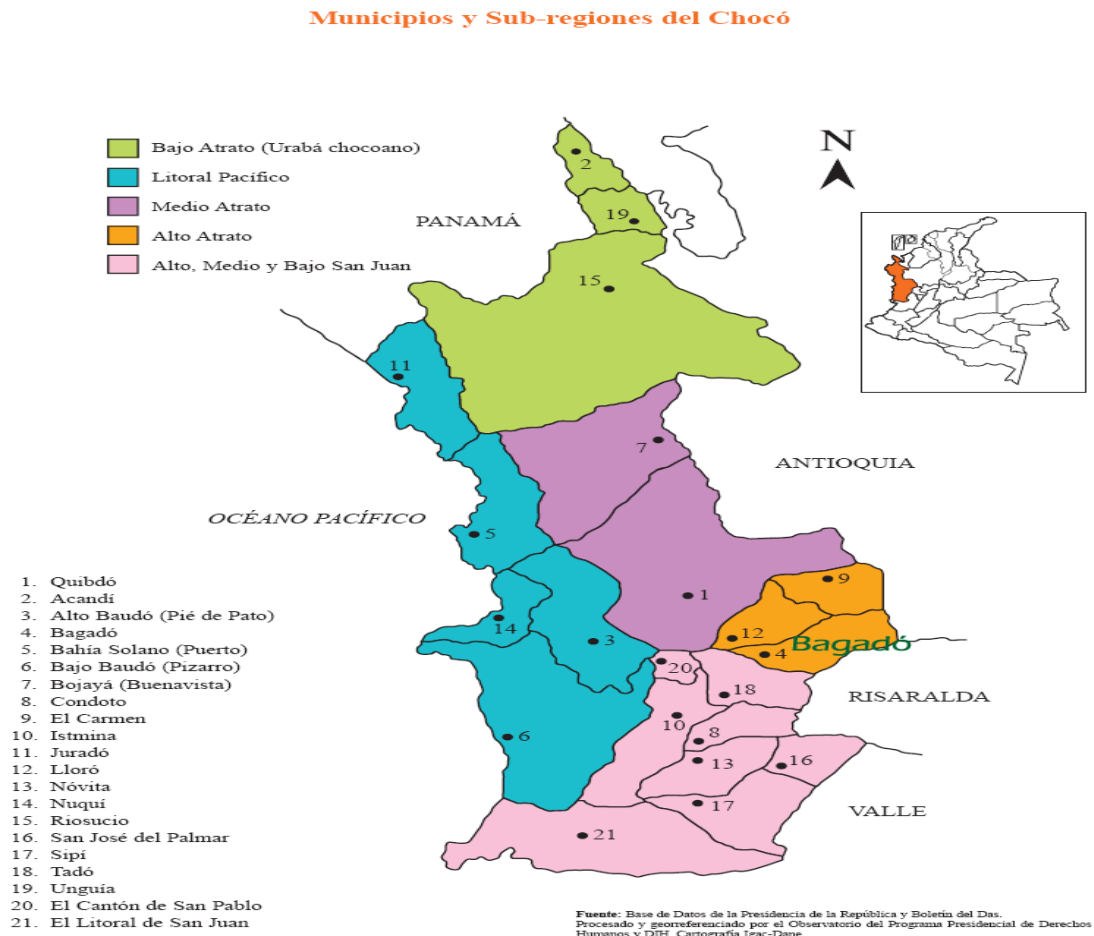 Municipios y Sub-regiones del Chocó
Bajo Atrato (Urabá chocoano)
Litoral Pacífico
Medio Atrato
Alto Atrato
Alto, Medio y Bajo San Juan
N
PANAMÁ
2
19
15
11
7
ANTIOQUIA
OCÉANO PACÍFICO
5
9
1
14
3
12
Bagadó
4
20
18
RISARALDA
10
6
8
13
16
17
VALLE
21
1. Quibdó
2. Acandí
3. Alto Baudó (Pié de Pato)
4. Bagadó
5. Bahía Solano (Puerto)
6. Bajo Baudó (Pizarro)
7. Bojayá (Buenavista)
8. Condoto
9. El Carmen
10. Istmina
11. Juradó
12. Lloró
13. Nóvita
14. Nuquí
15. Riosucio
16. San José del Palmar
17. Sipí
18. Tadó
19. Unguía
20. El Cantón de San Pablo
21. El Litoral de San Juan
Fuente: Base de Datos de la Presidencia de la República y Boletín del Das.
Procesado y georreferenciado por el Observatorio del Programa Presidencial de Derechos
Humanos y DIH. Cartografía Igac-Dane